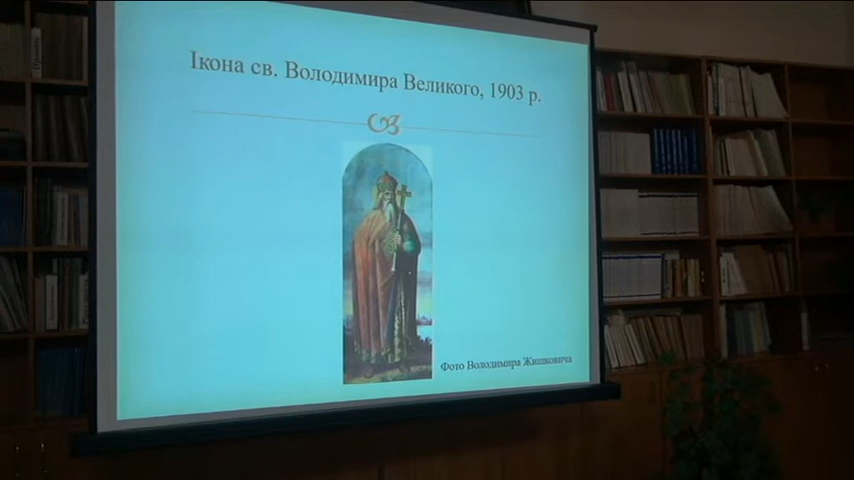 Ікона св. Володимира Великого, 1903 р.
Фото Володимира Жишковича